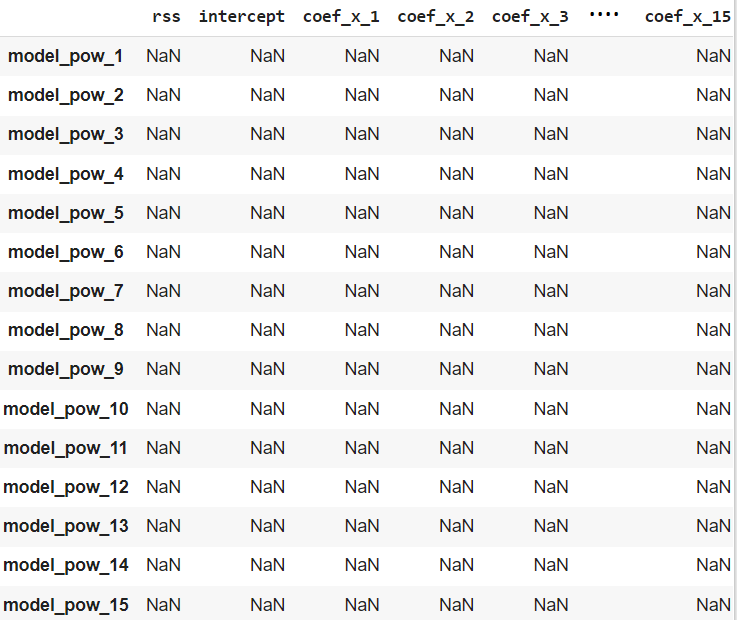 rss intercept coef_x_1 coef_x_2 coef_x_3 .... coef_x_15
model_pow_1 NaN NaN NaN NaN NaN NaN
model_pow_2 NaN NaN NaN NaN NaN NaN
model_pow_3 NaN NaN NaN NaN NaN NaN
model_pow_4 NaN NaN NaN NaN NaN NaN
model_pow_5 NaN NaN NaN NaN NaN NaN
model_pow_6 NaN NaN NaN NaN NaN NaN
model_pow_7 NaN NaN NaN NaN NaN NaN
model_pow_8 NaN NaN NaN NaN NaN NaN
model_pow_9 NaN NaN NaN NaN NaN NaN
model_pow_10 NaN NaN NaN NaN NaN NaN
model_pow_11 NaN NaN NaN NaN NaN NaN
model_pow_12 NaN NaN NaN NaN NaN NaN
model_pow_13 NaN NaN NaN NaN NaN NaN
model_pow_14 NaN NaN NaN NaN NaN NaN
model_pow_15 NaN NaN NaN NaN NaN NaN